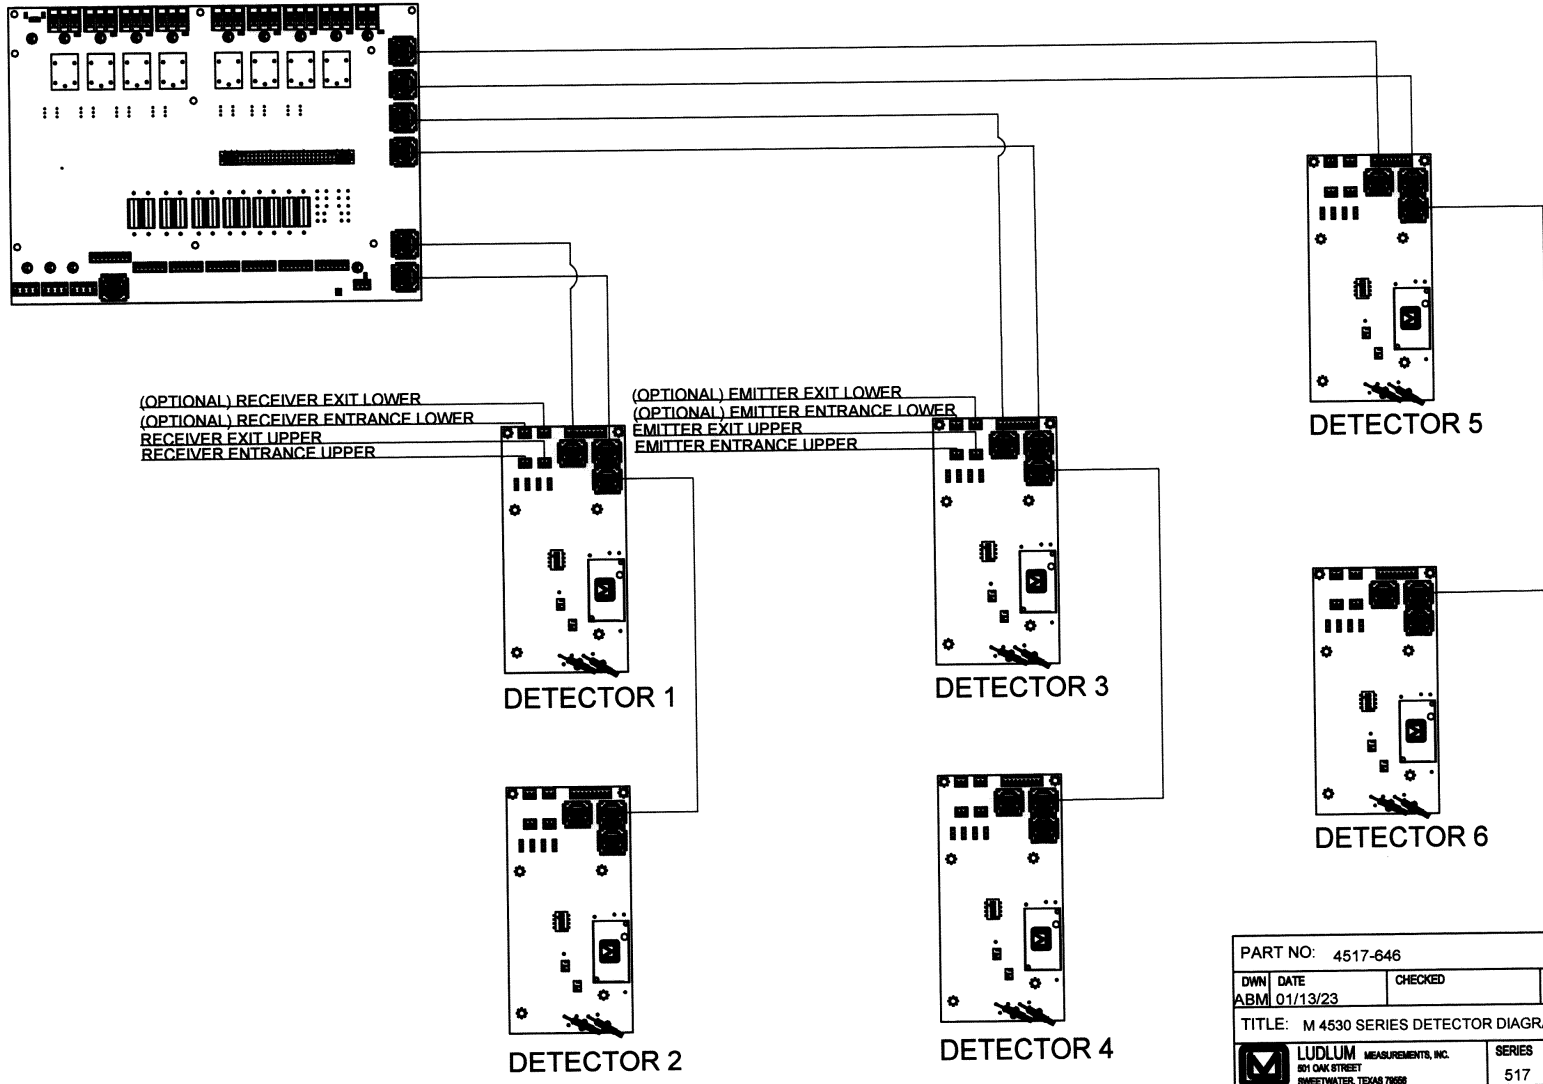 (OPTIONAL) RECEIVER EXIT LOWER
(OPTIONAL) RECEIVER ENTRANCE LOWER
RECEIVER EXIT UPPER
RECEIVER ENTRANCE UPPER
(OPTIONAL) EMITTER EXIT LOWER
(OPTIONAL) EMITTER ENTRANCE LOWER
EMITTER EXIT UPPER
EMITTER ENTRANCE UPPER
DETECTOR 5
DETECTOR 1
DETECTOR 3
DETECTOR 6
DETECTOR 2
DETECTOR 4
PART NO: 4517-646
DWN DATE CHECKED
ABM 01/13/23
TITLE: M 4530 SERIES DETECTOR DIAGRA
LUDLUM MEASUREMENTS, INC.
501 OAK STREET
SWEETWATER, TEXAS 79556
SERIES
517